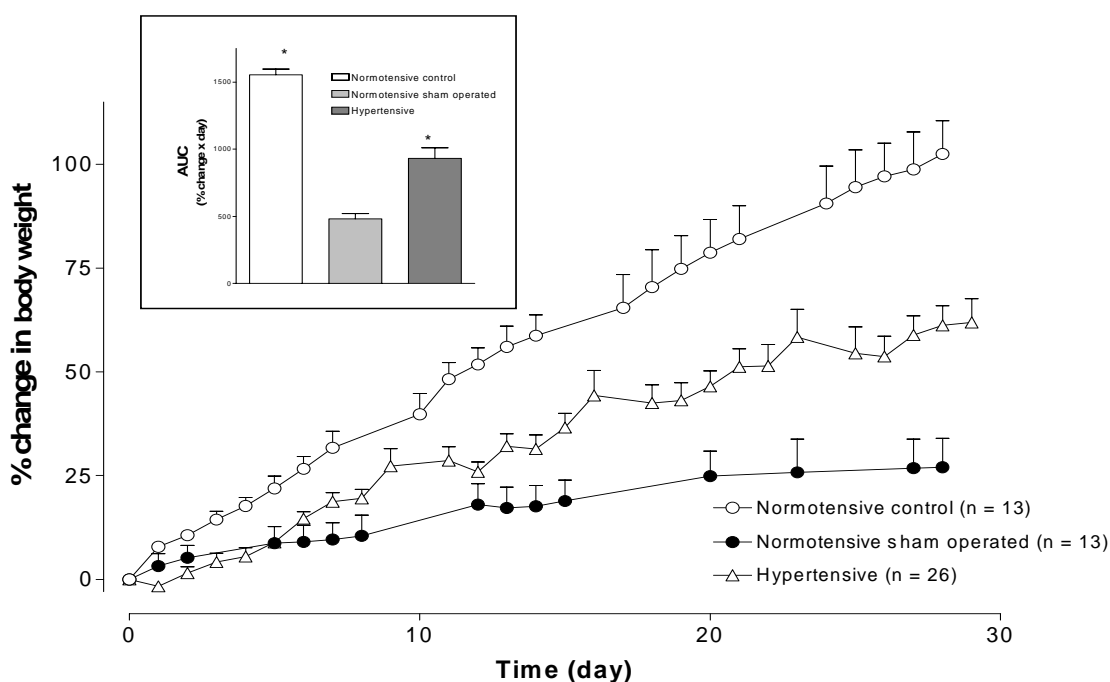 *
1500
Normotensive control
Normotensive sham operated
Hypertensive
*
1000
AUC
(% change x day)
500
0
100
75
% change in body weight
50
25
0
Normotensive control (n = 13)
Normotensive sham operated (n = 13)
Hypertensive (n = 26)
0 10 20 30
Time (day)